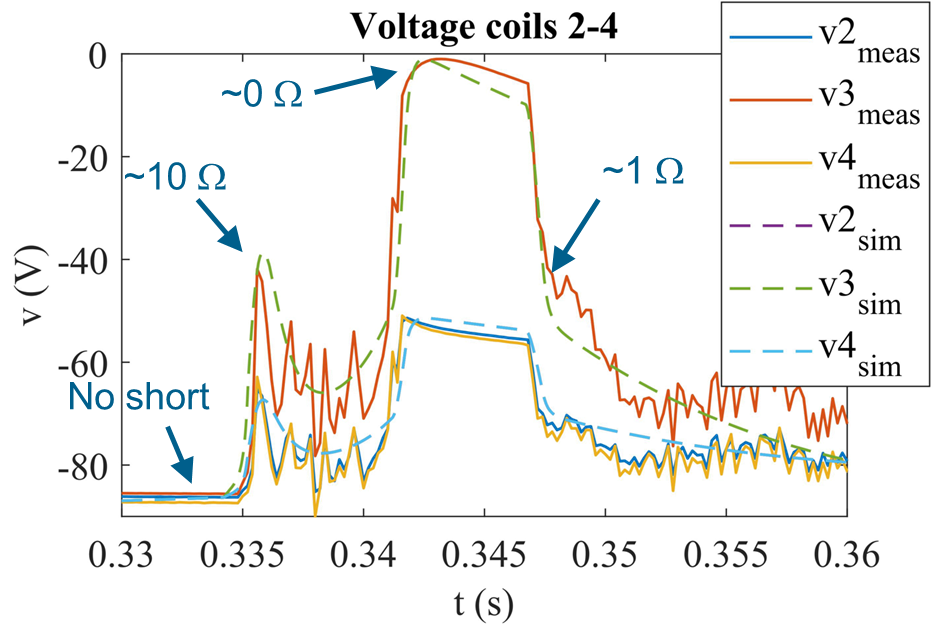 Voltage coils 2-4
v (V)
0
-20
-40
-60
-80
0.33
0.335
0.34
0.345
0.35
0.355
0.36
t (s)
~0 Ω
~10 Ω
~1 Ω
No short
v2meas
v3meas
v4meas
v2sim
v3sim
v4sim